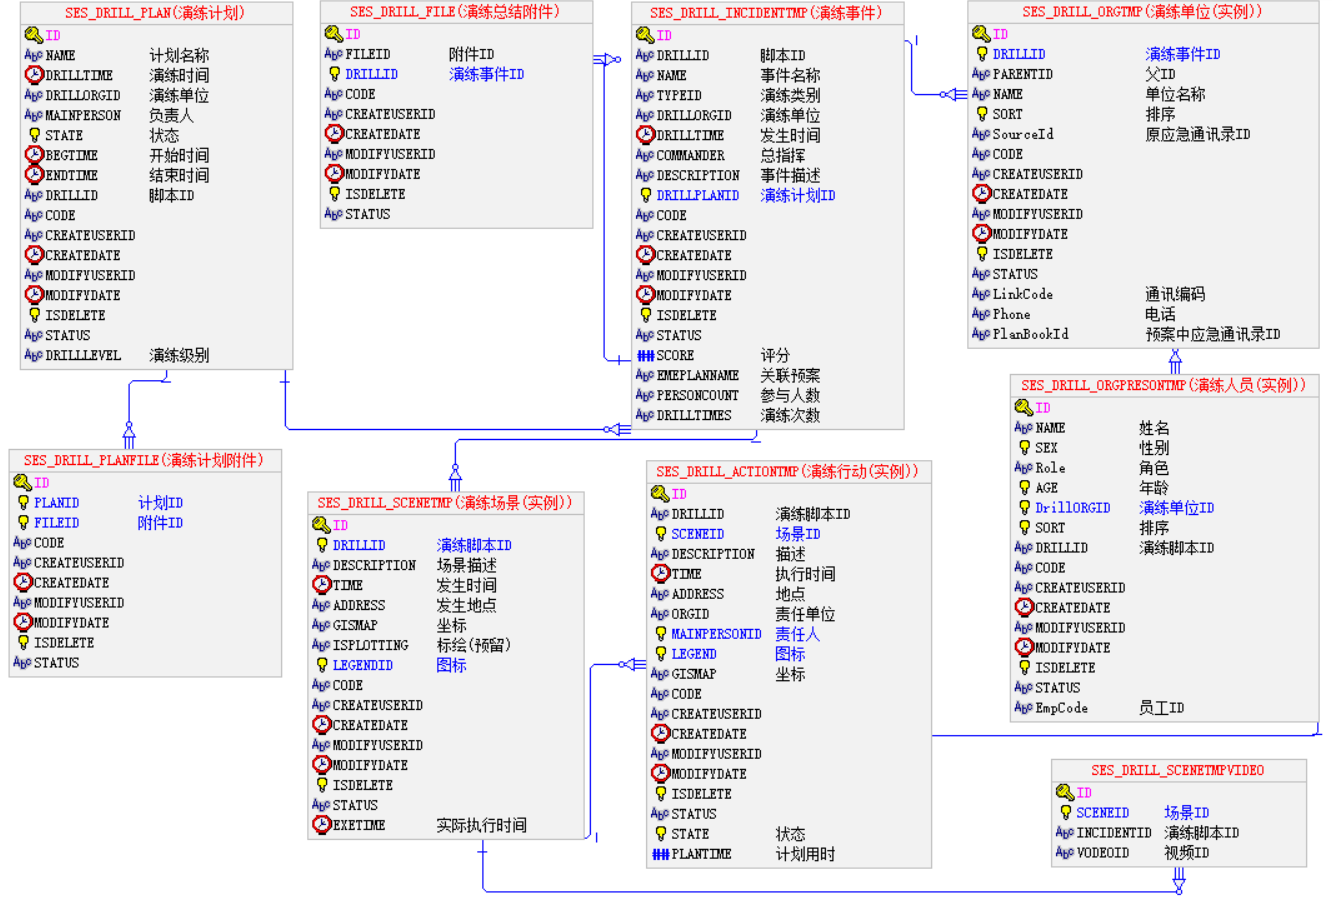 SES_DRILL_PLAN(演练计划)
ID
NAME 计划名称
DRILLTIME 演练时间
DRILLORGID 演练单位
MAINPERSON 负责人
STATE 状态
BEGTIME 开始时间
ENDTIME 结束时间
DRILLID 脚本ID
CODE
CREATEUSERID
CREATEDATE
MODIFYUSERID
MODIFYDATE
ISDELETE
STATUS
DRILLLEVEL 演练级别
SES_DRILL_FILE(演练总结附件)
ID
FILEID 附件ID
DRILLID 演练事件ID
CODE
CREATEUSERID
CREATEDATE
MODIFYUSERID
MODIFYDATE
ISDELETE
STATUS
SES_DRILL_INCIDENTTMP(演练事件)
ID
DRILLID 脚本ID
NAME 事件名称
TYPEID 演练类别
DRILLORGID 演练单位
DRILLTIME 发生时间
COMMANDER 总指挥
DESCRIPTION 事件描述
DRILLPLANID 演练计划ID
CODE
CREATEUSERID
CREATEDATE
MODIFYUSERID
MODIFYDATE
ISDELETE
STATUS
SCORE 评分
EMEPLANNAME 关联预案
PERSONCOUNT 参与人数
DRILLTIMES 演练次数
SES_DRILL_ORGTMP(演练单位(实例))
ID
DRILLID 演练事件ID
PARENTID 父ID
NAME 单位名称
SORT 排序
SourceId 原应急通讯录ID
CODE
CREATEUSERID
CREATEDATE
MODIFYUSERID
MODIFYDATE
ISDELETE
STATUS
LinkCode 通讯编码
Phone 电话
PlanBookId 预案中应急通讯录ID
SES_DRILL_PLANFILE(演练计划附件)
ID
PLANID 计划ID
FILEID 附件ID
CODE
CREATEUSERID
CREATEDATE
MODIFYUSERID
MODIFYDATE
ISDELETE
STATUS
SES_DRILL_SCENETMP(演练场景(实例))
ID
DRILLID 演练脚本ID
DESCRIPTION 场景描述
TIME 发生时间
ADDRESS 发生地点
GISMAP 坐标
ISPLOTTING 标绘(预留)
LEGENDID 图标
CODE
CREATEUSERID
CREATEDATE
MODIFYUSERID
MODIFYDATE
ISDELETE
STATUS
EXETIME 实际执行时间
SES_DRILL_ACTIONTMP(演练行动(实例))
ID
DRILLID 演练脚本ID
SCENEID 场景ID
DESCRIPTION 描述
TIME 执行时间
ADDRESS 地点
ORGID 责任单位
MAINPERSONID 责任人
LEGEND 图标
GISMAP 坐标
CODE
CREATEUSERID
CREATEDATE
MODIFYUSERID
MODIFYDATE
ISDELETE
STATUS
STATE 状态
PLANTIME 计划用时
SES_DRILL_ORGPRESONTMP(演练人员(实例))
ID
NAME 姓名
SEX 性别
Role 角色
AGE 年龄
DrillORGID 演练单位ID
SORT 排序
DRILLID 演练脚本ID
CODE
CREATEUSERID
CREATEDATE
MODIFYUSERID
MODIFYDATE
ISDELETE
STATUS
EmpCode 员工ID
SES_DRILL_SCENETMPVIDEO
ID
SCENEID 场景ID
INCIDENTID 演练脚本ID
VODEOID 视频ID